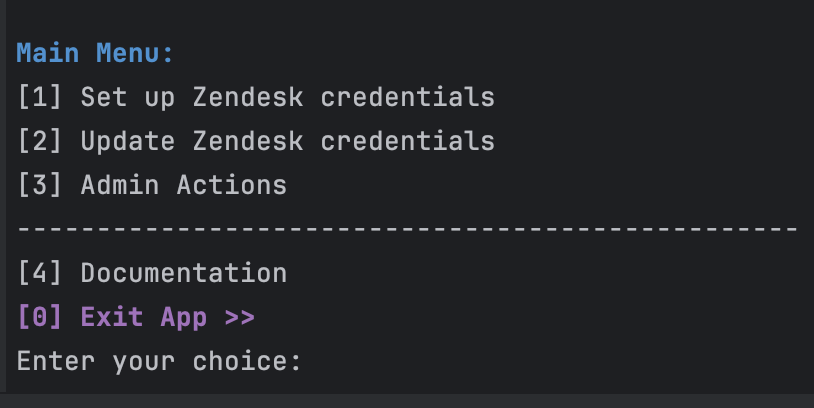 Main Menu:
[1] Set up Zendesk credentials
[2] Update Zendesk credentials
[3] Admin Actions
-------------------------------------------------
[4] Documentation
[0] Exit App >>
Enter your choice: